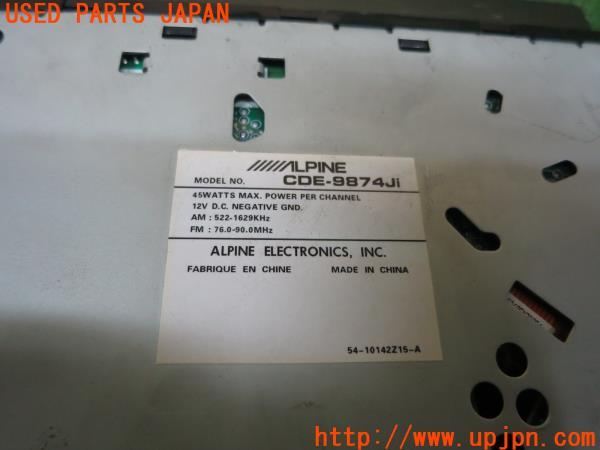 USED PARTS JAPAN
ALPINE
MODEL NO. CDE-9874Ji
45WATTS MAX. POWER PER CHANNEL
12V D.C. NEGATIVE GND.
AM : 522-1629KHz
FM : 76.0-90.0MHz
ALPINE ELECTRONICS, INC.
FABRIQUE EN CHINE MADE IN CHINA
54-10142Z15-A
http://www.upjpn.com/